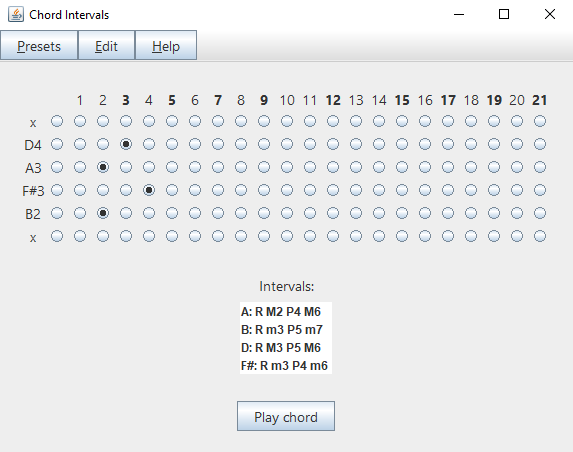 Chord Intervals
Presets Edit Help
1 2 3 4 5 6 7 8 9 10 11 12 13 14 15 16 17 18 19 20 21
x
D4
A3
F#3
B2
x
Intervals:
A: R M2 P4 M6
B: R m3 P5 m7
D: R M3 P5 M6
F#: R m3 P4 m6
Play chord